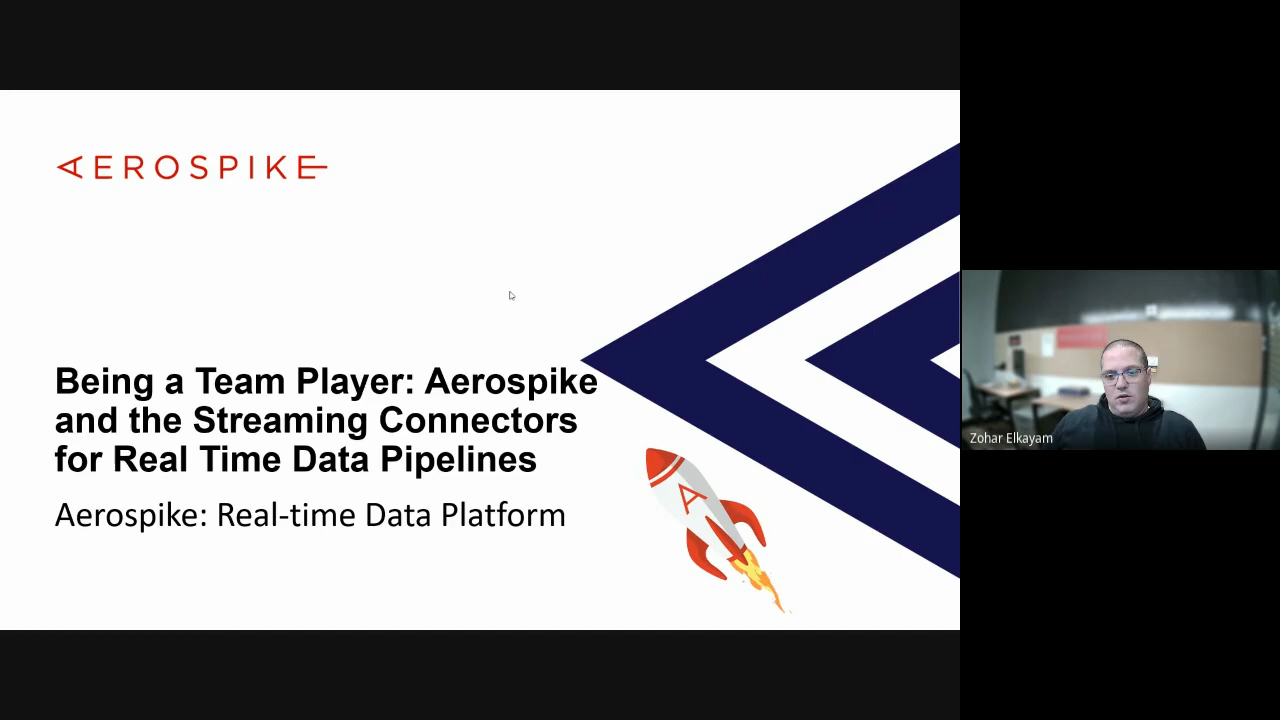 AEROSPIKE
Being a Team Player: Aerospike
and the Streaming Connectors
for Real Time Data Pipelines
Aerospike: Real-time Data Platform
A
Zohar Elkayam